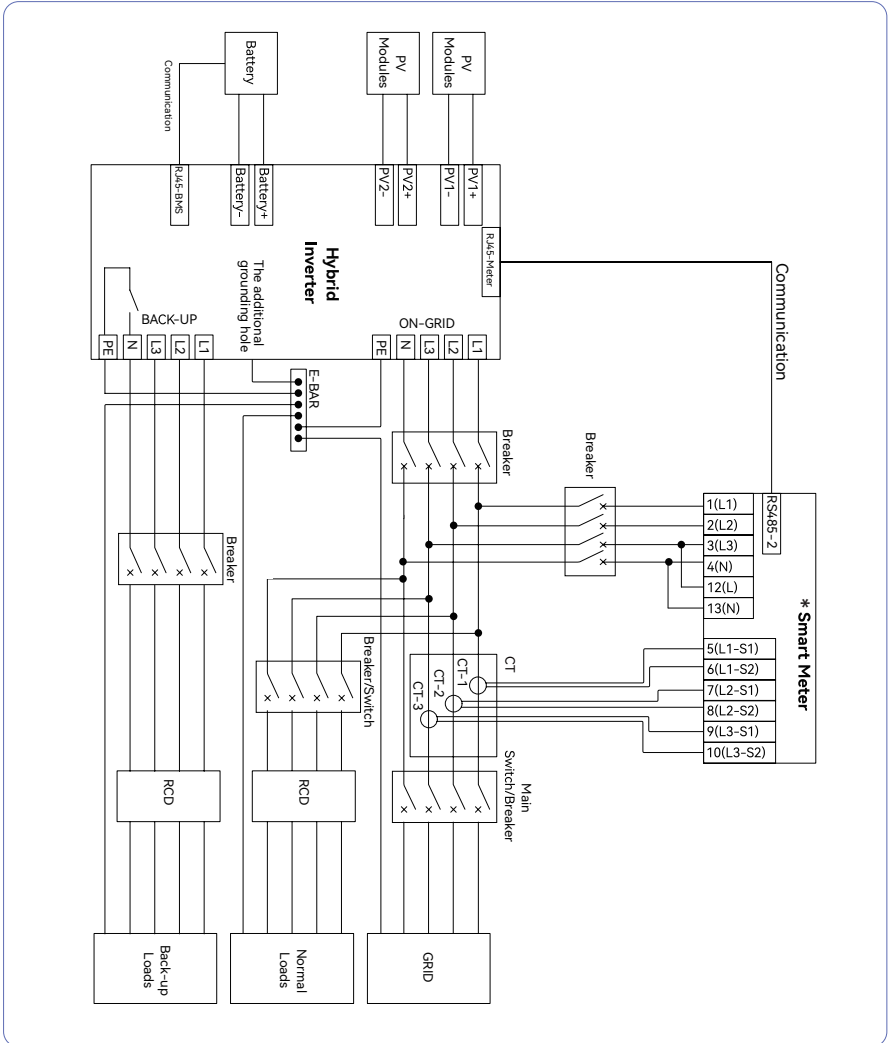 Battery
PV
Modules
PV
Modules
Communication
RJ45-BMS
Battery-
Battery+
PV2-
PV2+
PV1-
PV1+
RJ45-Meter
Hybrid
Inverter
The additional
grounding hole
BACK-UP
ON-GRID
PE
N
L3
L2
L1
PE
N
L3
L2
L1
E-BAR
Communication
Breaker
Breaker
Breaker
RS485-2
1(L1)
2(L2)
3(L3)
4(N)
12(L)
13(N)
* Smart Meter
5(L1-S1)
6(L1-S2)
7(L2-S1)
8(L2-S2)
9(L3-S1)
10(L3-S2)
CT
CT-1
CT-2
CT-3
Breaker/Switch
Main
Switch/Breaker
RCD
RCD
Back-up
Loads
Normal
Loads
GRID